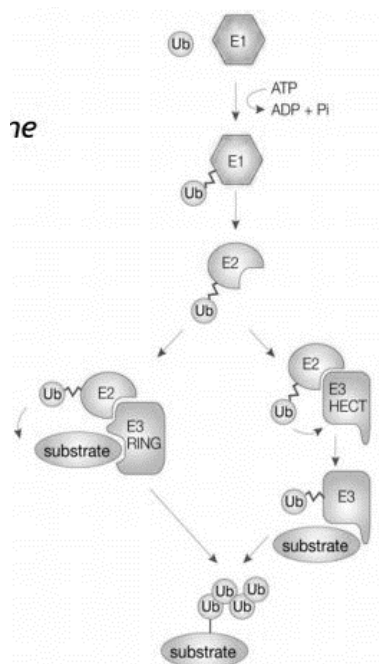 Ub
E1
ATP
ADP + Pi
ne
E1
Ub
E2
Ub
Ub
E2
E3
RING
substrate
E2
E3
HECT
Ub
Ub
E3
substrate
Ub
Ub
Ub
Ub
substrate